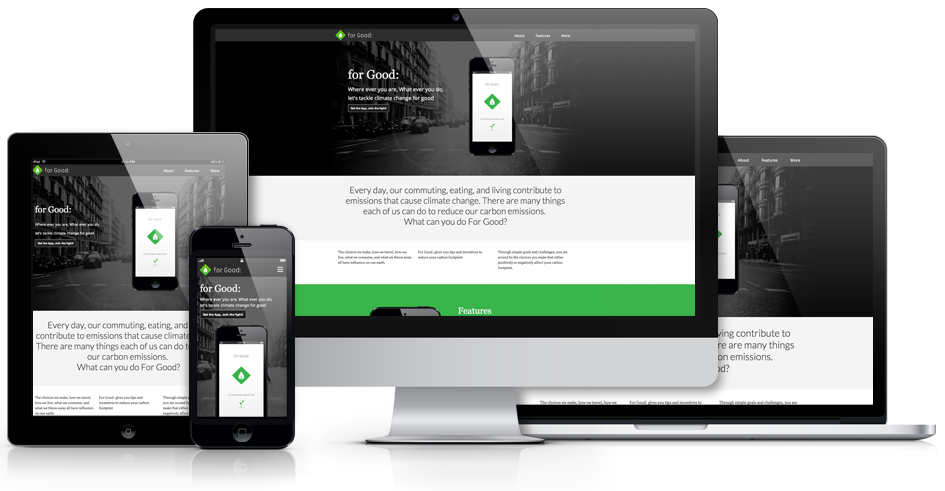 for Good:
About Features More
for Good:
Where ever you are, What ever you do,
let's tackle climate change for good
Get the App, Join the fight!
for Good:
Every day, our commuting, eating, and living contribute to
emissions that cause climate change. There are many things
each of us can do to reduce our carbon emissions.
What can you do For Good?
The choices we make, how we travel, how we
live, what we consume, and what we throw away
all have influence on our earth.
For Good: gives you tips and incentives to
reduce your carbon footprint
Through simple goals and challenges, you are
scored by the choices you make that either
positively or negatively affect your carbon
footprint.
Features
iPad
for Good:
About Features More
for Good:
Where ever you are, What ever you do,
let's tackle climate change for good
Get the App, Join the fight!
for Good:
Every day, our commuting, eating, an
contribute to emissions that cause climate
There are many things each of us can do to
our carbon emissions.
What can you do For Good?
The choices we make, how we
travel, how we live, what we consume, and
what we throw away all have influence
on our earth.
For Good: gives you tips and
incentives to reduce your carbon
footprint
Through
scored
make that
negatively
footprint.
for Good:
for Good:
Where ever you are, What ever you do,
let's tackle climate change for good
Get the App, Join the fight!
for Good:
About Features More
ving contribute to
re are many things
on emissions.
od?
The choices we make, how we travel, how we
For Good: gives you tips and incentives to
Through simple goals and challenges, you are